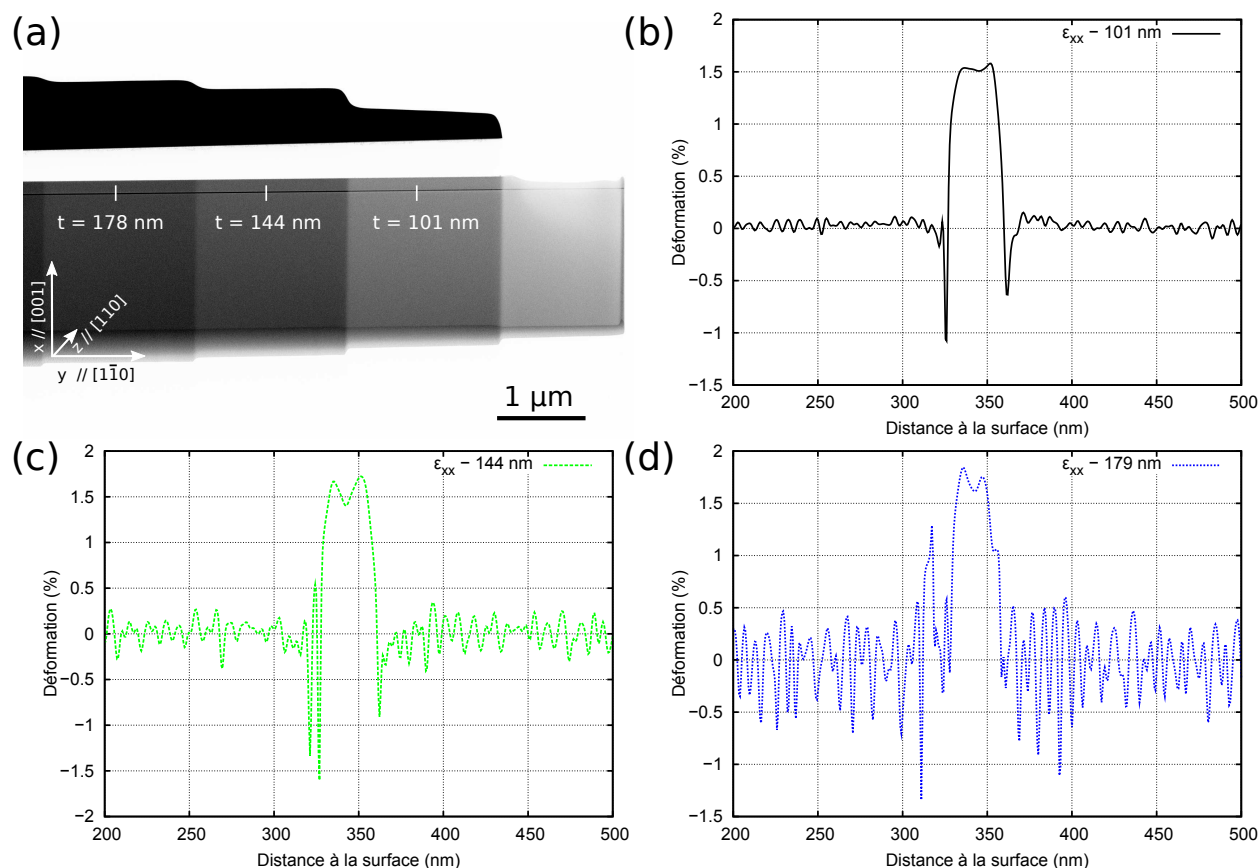 (a)
t = 178 nm
t = 144 nm
t = 101 nm
x // [001]
z // [110]
y // [11̅0]
1 µm
(b)
εxx − 101 nm
2
1.5
1
0.5
0
−0.5
−1
−1.5
Déformation (%)
200 250 300 350 400 450 500
Distance à la surface (nm)
(c)
εxx − 144 nm
2
1.5
1
0.5
0
−0.5
−1
−1.5
−2
Déformation (%)
200 250 300 350 400 450 500
Distance à la surface (nm)
(d)
εxx − 179 nm
2
1.5
1
0.5
0
−0.5
−1
−1.5
Déformation (%)
200 250 300 350 400 450 500
Distance à la surface (nm)